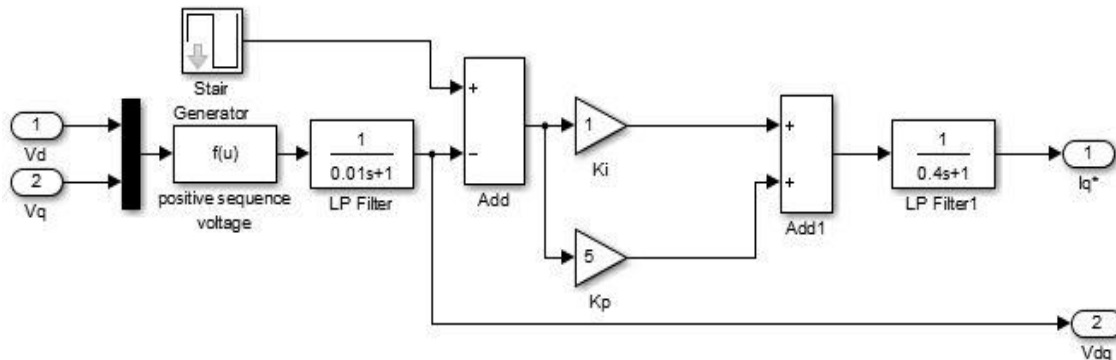 Stair
Generator
1
Vd
2
Vq
f(u)
positive sequence
voltage
1
0.01s+1
LP Filter
+
−
Add
1
Ki
5
Kp
+
+
Add1
1
0.4s+1
LP Filter1
1
Iq*
2
Vdq